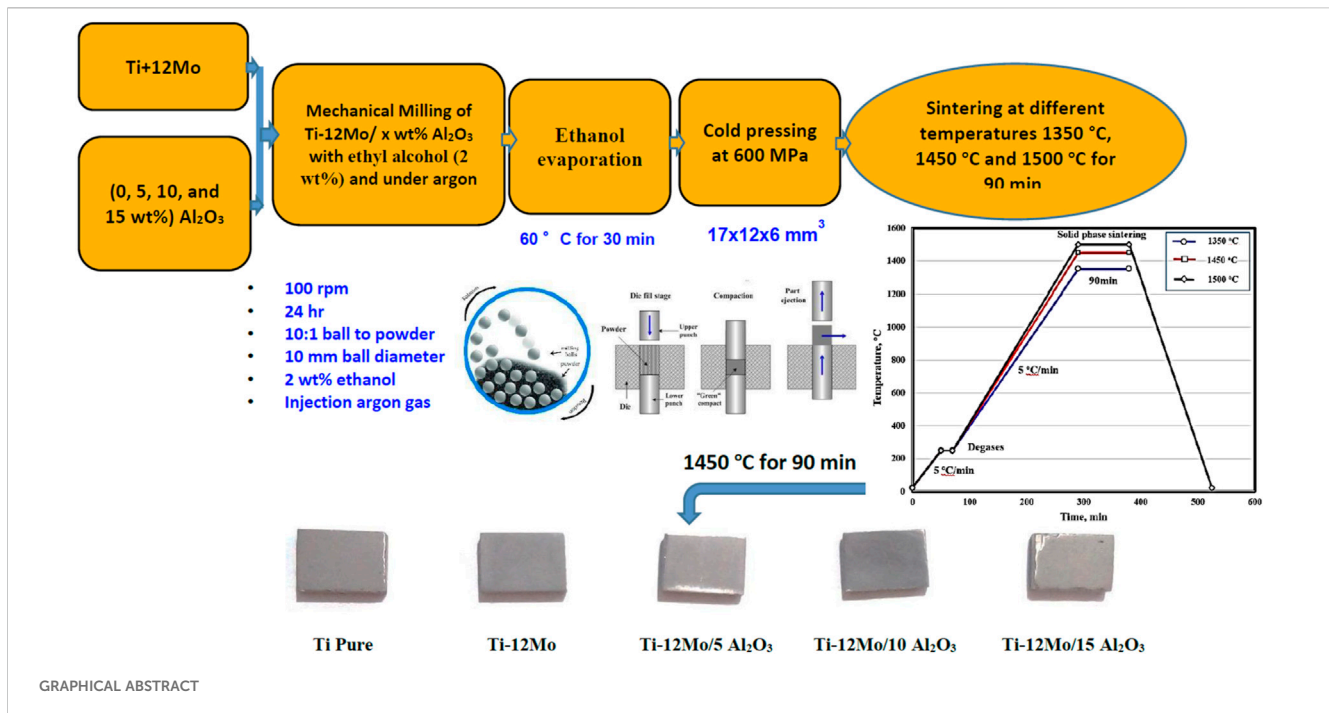 Ti+12Mo
(0, 5, 10, and
15 wt%) Al₂O₃
Mechanical Milling of
Ti-12Mo/ x wt% Al₂O₃
with ethyl alcohol (2
wt%) and under argon
Ethanol
evaporation
Cold pressing
at 600 MPa
Sintering at different
temperatures 1350 °C,
1450 °C and 1500 °C for
90 min
60 ° C for 30 min
17x12x6 mm³
• 100 rpm
• 24 hr
• 10:1 ball to powder
• 10 mm ball diameter
• 2 wt% ethanol
• Injection argon gas
Rotation
milling
balls
powder
Rotation
Die fill stage
Powder
Upper
punch
Die
Lower
punch
Compaction
"Green"
compact
Part
ejection
Solid phase sintering
1350 °C
1450 °C
1500 °C
90min
5 °C/min
Degases
5 °C/min
Temperature, °C
1600
1400
1200
1000
800
600
400
200
0
0
100
200
300
400
500
600
Time, min
1450 °C for 90 min
Ti Pure
Ti-12Mo
Ti-12Mo/5 Al₂O₃
Ti-12Mo/10 Al₂O₃
Ti-12Mo/15 Al₂O₃
GRAPHICAL ABSTRACT